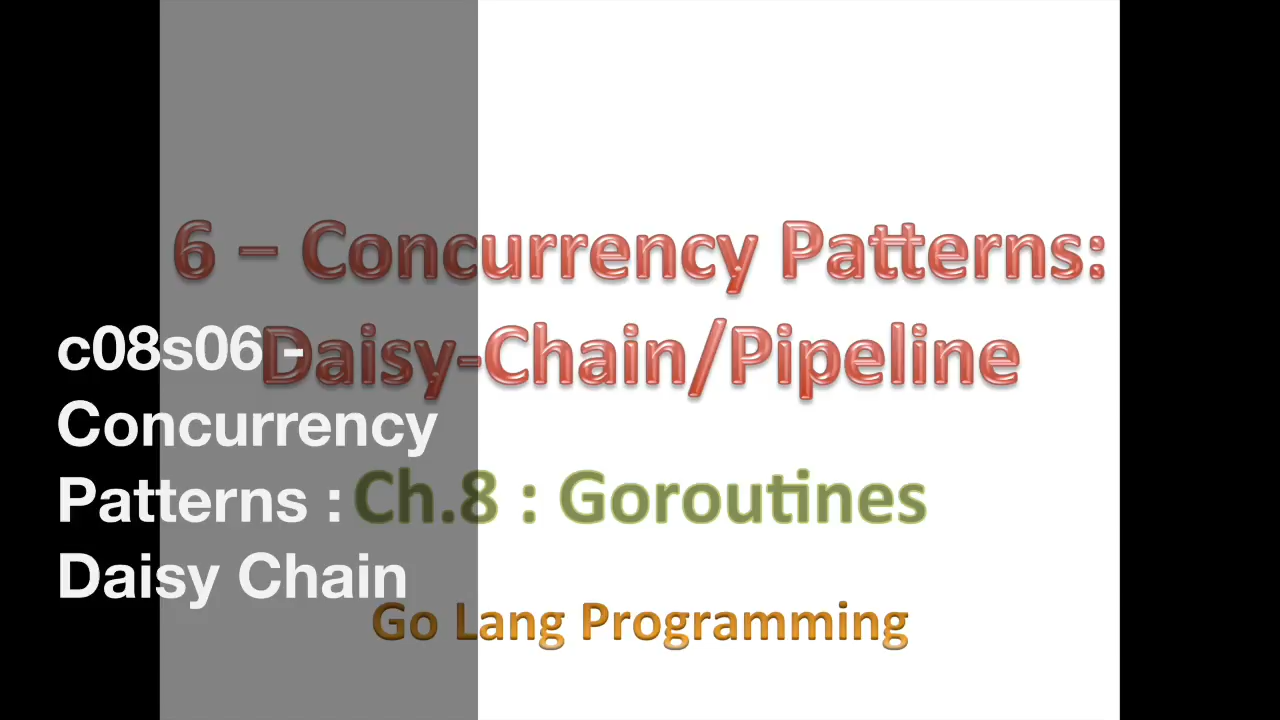 6 – Concurrency Patterns:
Daisy-Chain/Pipeline
Ch.8 : Goroutines
Go Lang Programming
c08s06 -
Concurrency
Patterns :
Daisy Chain